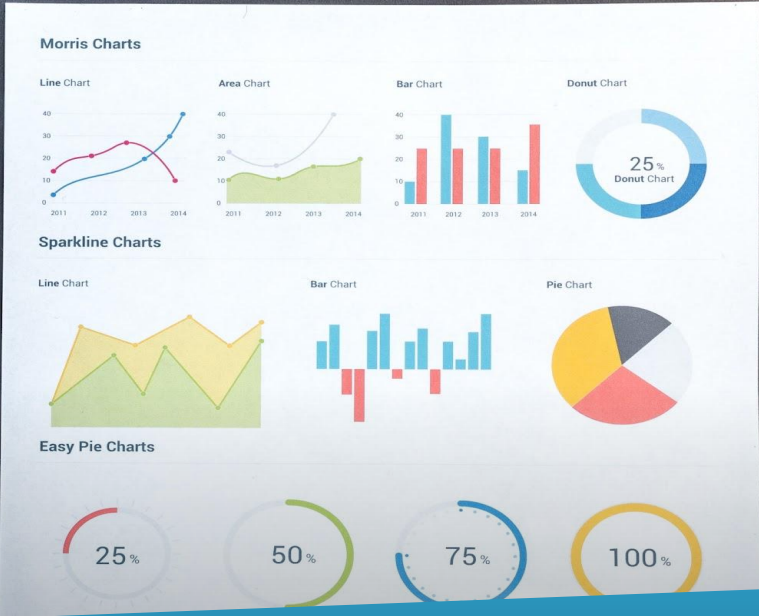 Morris Charts
Line Chart
Area Chart
Bar Chart
Donut Chart
40
30
20
10
0
2011 2012 2013 2014
40
30
20
10
0
2011 2012 2013 2014
40
30
20
10
0
2011 2012 2013 2014
25%
Donut Chart
Sparkline Charts
Line Chart
Bar Chart
Pie Chart
Easy Pie Charts
25%
50%
75%
100%